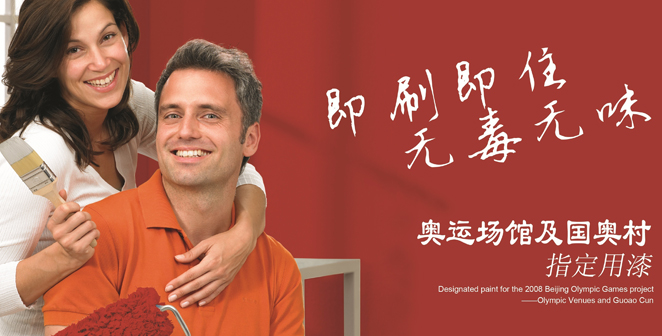 即刷即住
无毒无味
奥运场馆及国奥村
指定用漆
Designated paint for the 2008 Beijing Olympic Games project
——Olympic Venues and Guoao Cun